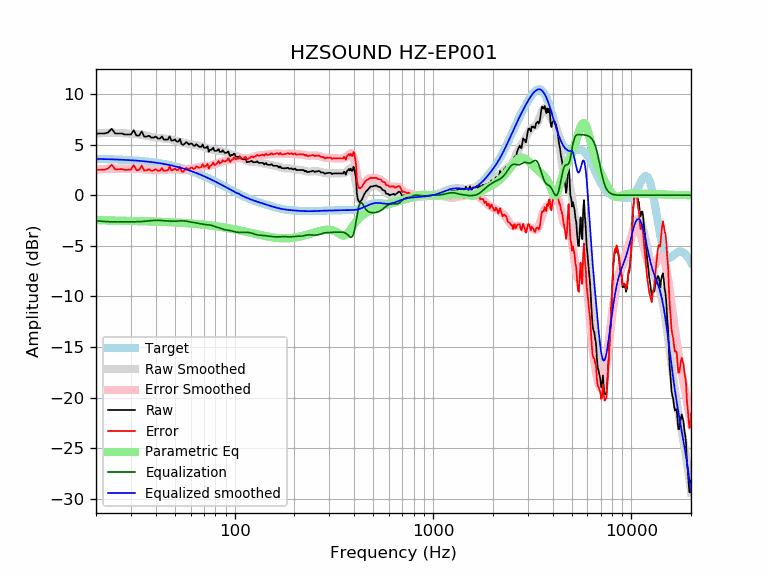 HZSOUND HZ-EP001
10
5
0
−5
−10
−15
−20
−25
−30
Amplitude (dBr)
Target
Raw Smoothed
Error Smoothed
Raw
Error
Parametric Eq
Equalization
Equalized smoothed
100
1000
10000
Frequency (Hz)